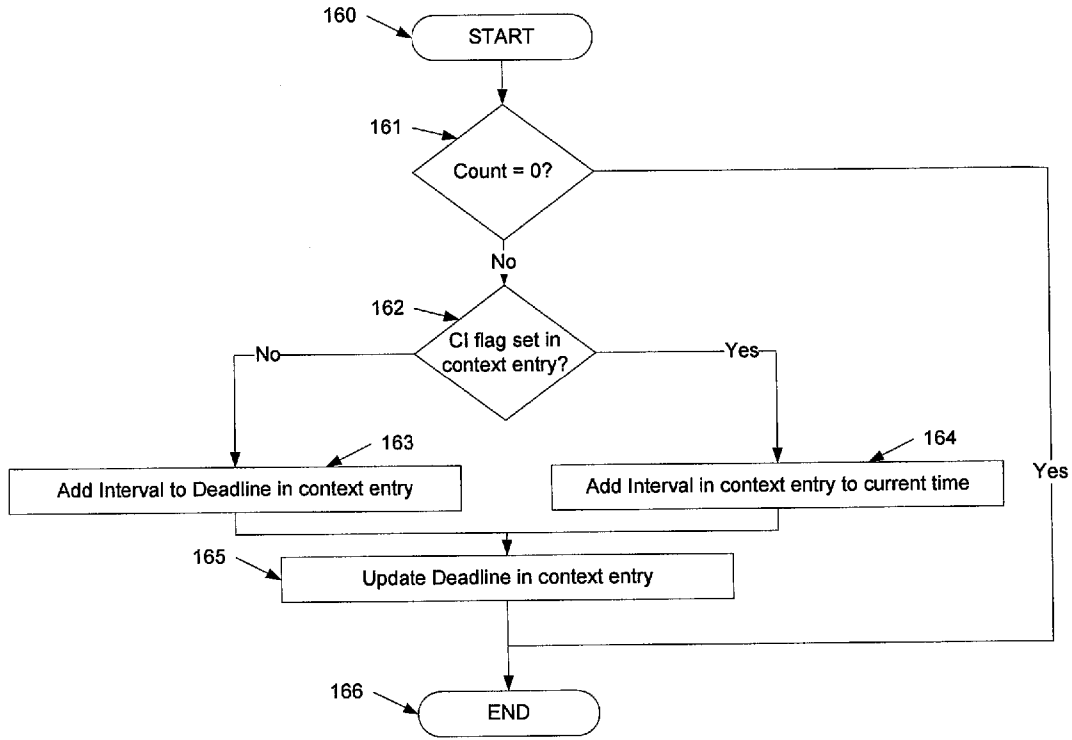 160
START
161
Count = 0?
No
162
CI flag set in
context entry?
No
Yes
163
164
Add Interval to Deadline in context entry
Add Interval in context entry to current time
Yes
165
Update Deadline in context entry
166
END